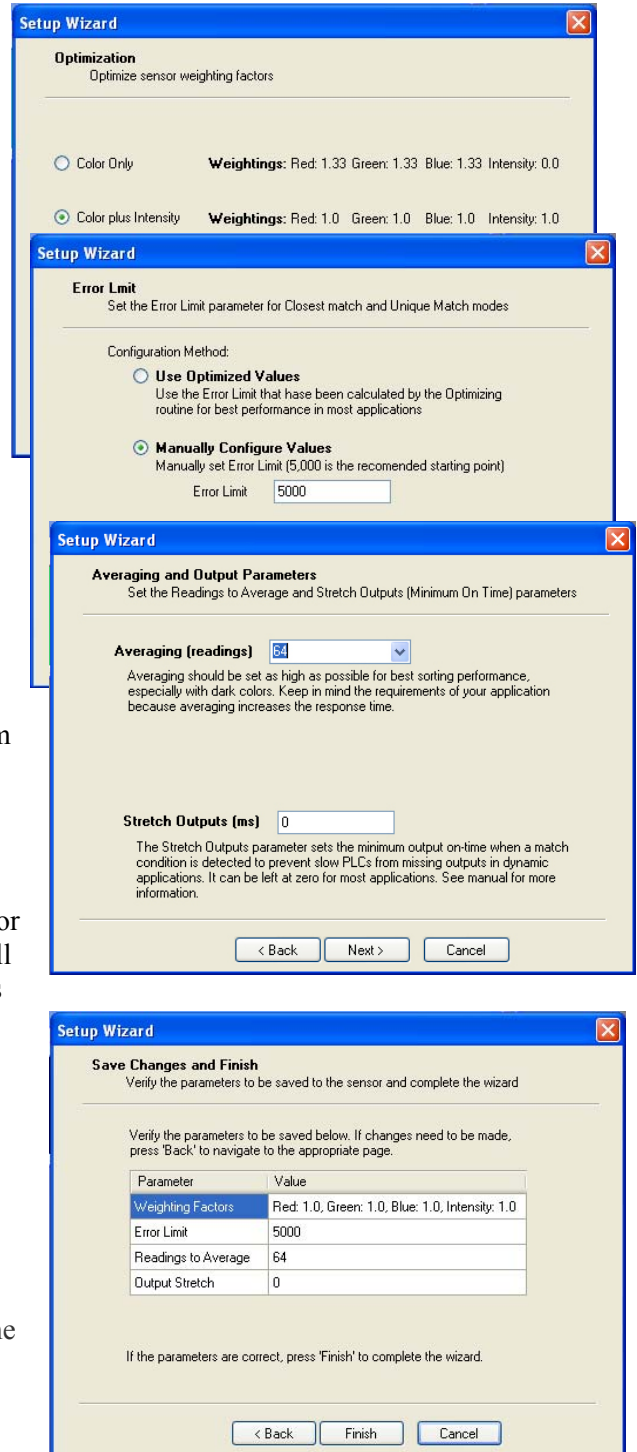 Setup Wizard
Optimization
Optimize sensor weighting factors
Color Only Weightings: Red: 1.33 Green: 1.33 Blue: 1.33 Intensity: 0.0
Color plus Intensity Weightings: Red: 1.0 Green: 1.0 Blue: 1.0 Intensity: 1.0
Setup Wizard
Error Lmit
Set the Error Limit parameter for Closest match and Unique Match modes
Configuration Method:
Use Optimized Values
Use the Error Limit that hase been calculated by the Optimizing
routine for best performance in most applications
Manually Configure Values
Manually set Error Limit (5,000 is the recomended starting point)
Error Limit 5000
Setup Wizard
Averaging and Output Parameters
Set the Readings to Average and Stretch Outputs (Minimum On Time) parameters
Averaging (readings) 64
Averaging should be set as high as possible for best sorting performance,
especially with dark colors. Keep in mind the requirements of your application
because averaging increases the response time.
Stretch Outputs (ms) 0
The Stretch Outputs parameter sets the minimum output on-time when a match
condition is detected to prevent slow PLCs from missing outputs in dynamic
applications. It can be left at zero for most applications. See manual for more
information.
< Back Next > Cancel
Setup Wizard
Save Changes and Finish
Verify the parameters to be saved to the sensor and complete the wizard
Verify the parameters to be saved below. If changes need to be made,
press 'Back' to navigate to the appropriate page.
Parameter Value
Weighting Factors Red: 1.0, Green: 1.0, Blue: 1.0, Intensity: 1.0
Error Limit 5000
Readings to Average 64
Output Stretch 0
If the parameters are correct, press 'Finish' to complete the wizard.
< Back Finish Cancel